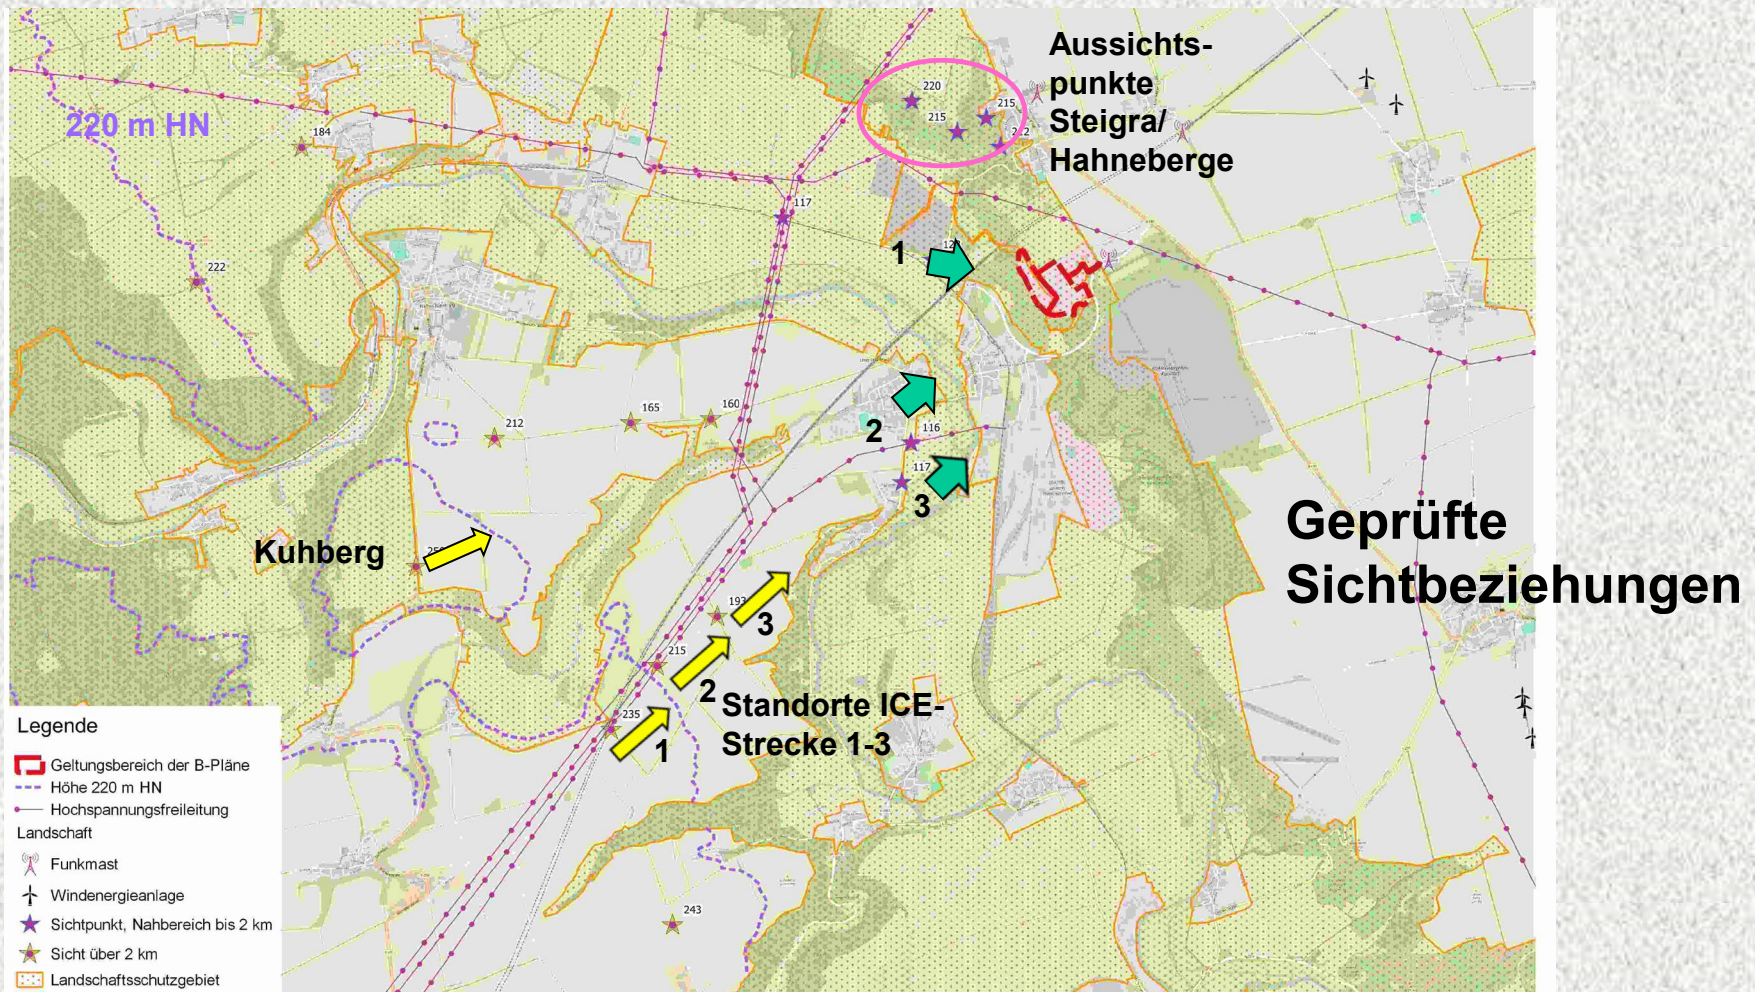 Aussichts-
punkte
Steigra/
Hahneberge
220 m HN
184
220
215
215
117
222
1
2
3
212
165
160
116
117
Kuhberg
193
3
215
2
235
1
Standorte ICE-
Strecke 1-3
243
Geprüfte
Sichtbeziehungen
Legende
Geltungsbereich der B-Pläne
Höhe 220 m HN
Hochspannungsfreileitung
Landschaft
Funkmast
Windenergieanlage
Sichtpunkt, Nahbereich bis 2 km
Sicht über 2 km
Landschaftsschutzgebiet